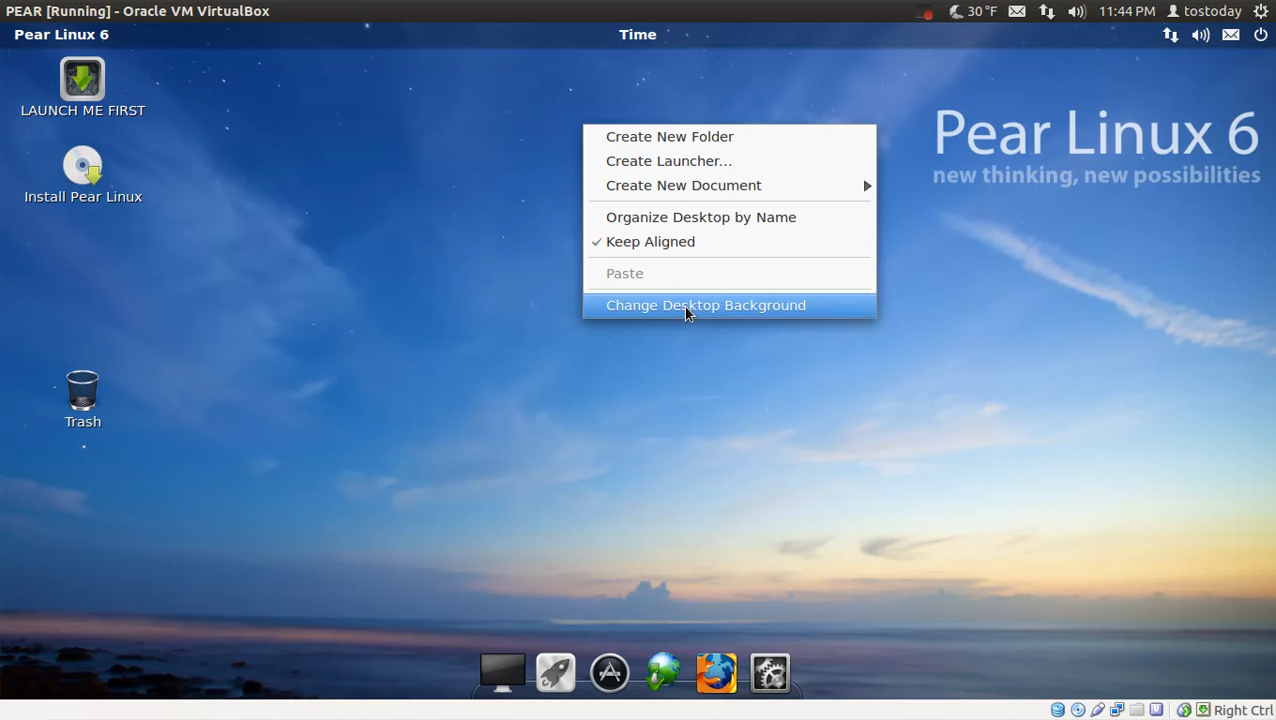 PEAR [Running] - Oracle VM VirtualBox
30 °F
11:44 PM
tostoday
Pear Linux 6
Time
LAUNCH ME FIRST
Install Pear Linux
Trash
Create New Folder
Create Launcher...
Create New Document
Organize Desktop by Name
Keep Aligned
Paste
Change Desktop Background
Pear Linux 6
new thinking, new possibilities
Right Ctrl